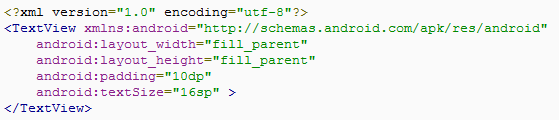 <?xml version="1.0" encoding="utf-8"?>
<TextView xmlns:android="http://schemas.android.com/apk/res/android"
    android:layout_width="fill_parent"
    android:layout_height="fill_parent"
    android:padding="10dp"
    android:textSize="16sp" >
</TextView>